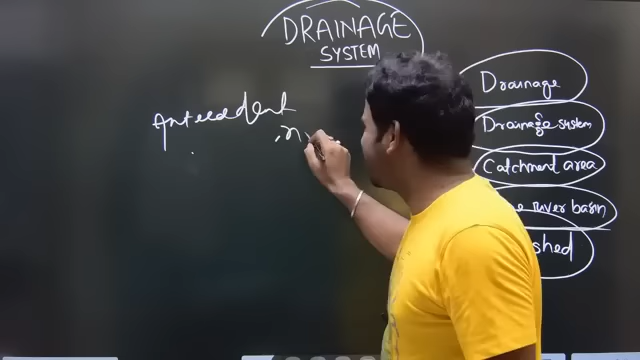 DRAINAGE
SYSTEM
Antecedent
Drainage
Drainage system
Catchment area
River basin
shed